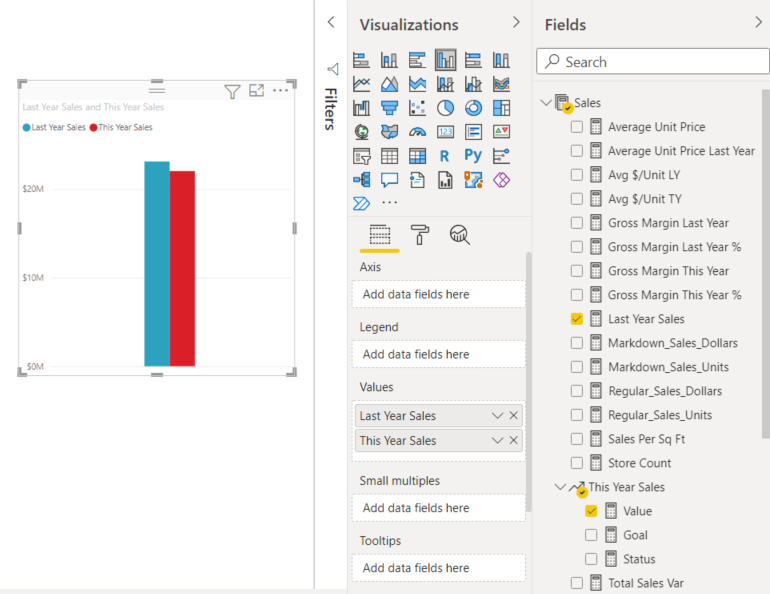 Last Year Sales and This Year Sales
Last Year Sales This Year Sales
$20M
$10M
$0M
Filters
Visualizations
123
R
Py
Axis
Add data fields here
Legend
Add data fields here
Values
Last Year Sales
This Year Sales
Small multiples
Add data fields here
Tooltips
Add data fields here
Fields
Search
Sales
Average Unit Price
Average Unit Price Last Year
Avg $/Unit LY
Avg $/Unit TY
Gross Margin Last Year
Gross Margin Last Year %
Gross Margin This Year
Gross Margin This Year %
Last Year Sales
Markdown_Sales_Dollars
Markdown_Sales_Units
Regular_Sales_Dollars
Regular_Sales_Units
Sales Per Sq Ft
Store Count
This Year Sales
Value
Goal
Status
Total Sales Var